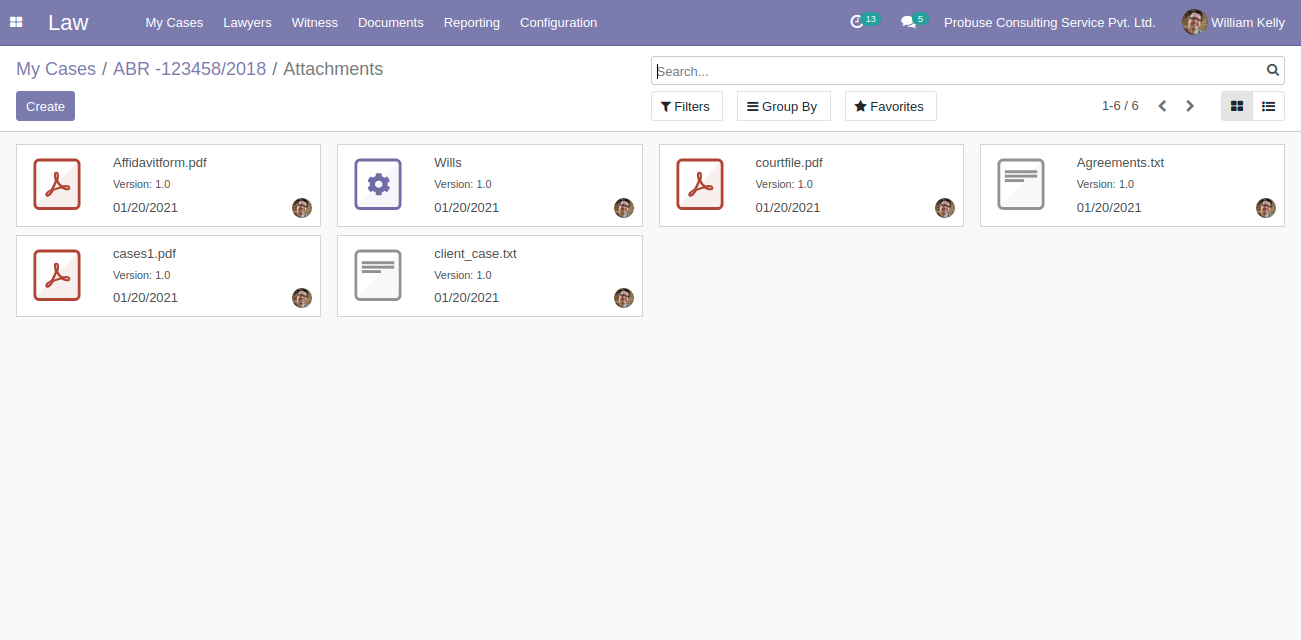 Law My Cases Lawyers Witness Documents Reporting Configuration 13 5 Probuse Consulting Service Pvt. Ltd. William Kelly
My Cases / ABR -123458/2018 / Attachments
Search...
Create
Filters Group By Favorites 1-6 / 6
Affidavitform.pdf
Version: 1.0
01/20/2021
Wills
Version: 1.0
01/20/2021
courtfile.pdf
Version: 1.0
01/20/2021
Agreements.txt
Version: 1.0
01/20/2021
cases1.pdf
Version: 1.0
01/20/2021
client_case.txt
Version: 1.0
01/20/2021